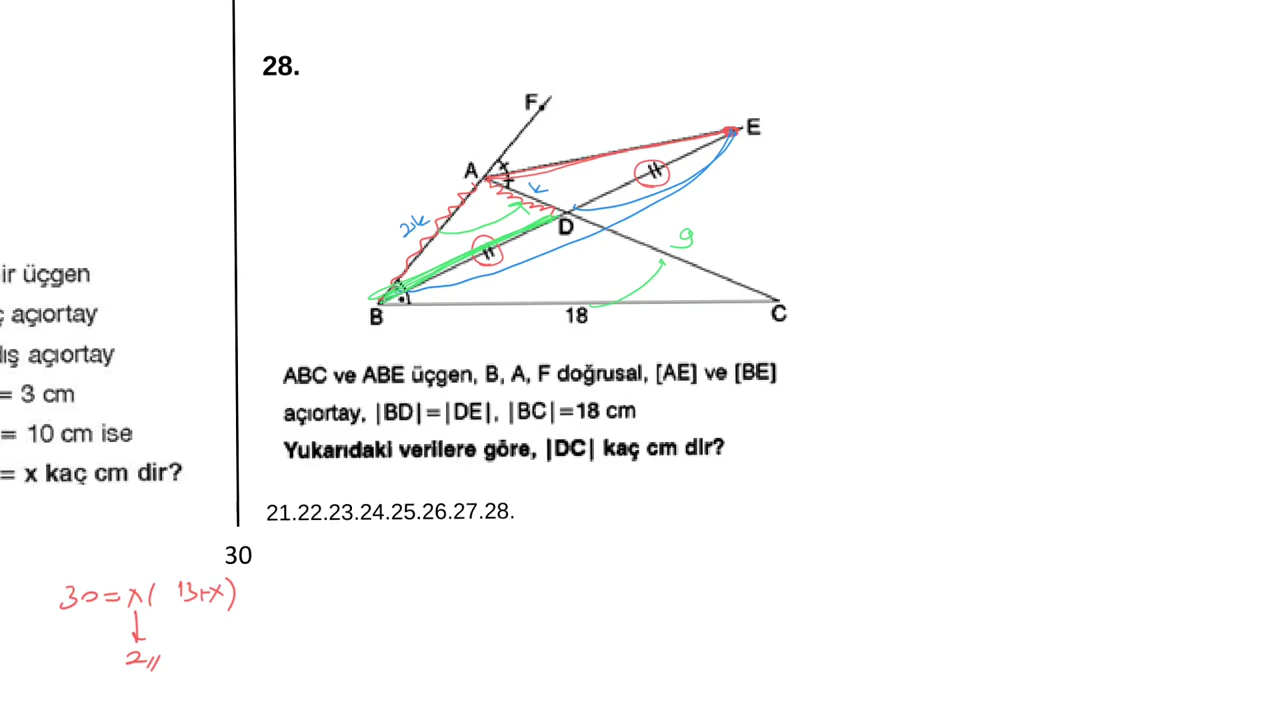 28.
F
E
A
k
2k
D
9
B
18
C
ir üçgen
ç açıortay
dış açıortay
= 3 cm
= 10 cm ise
= x kaç cm dir?
ABC ve ABE üçgen, B, A, F doğrusal, [AE] ve [BE]
açıortay, |BD|=|DE|, |BC|=18 cm
Yukarıdaki verilere göre, |DC| kaç cm dir?
21.22.23.24.25.26.27.28.
30
30=x( 13+x)
2//